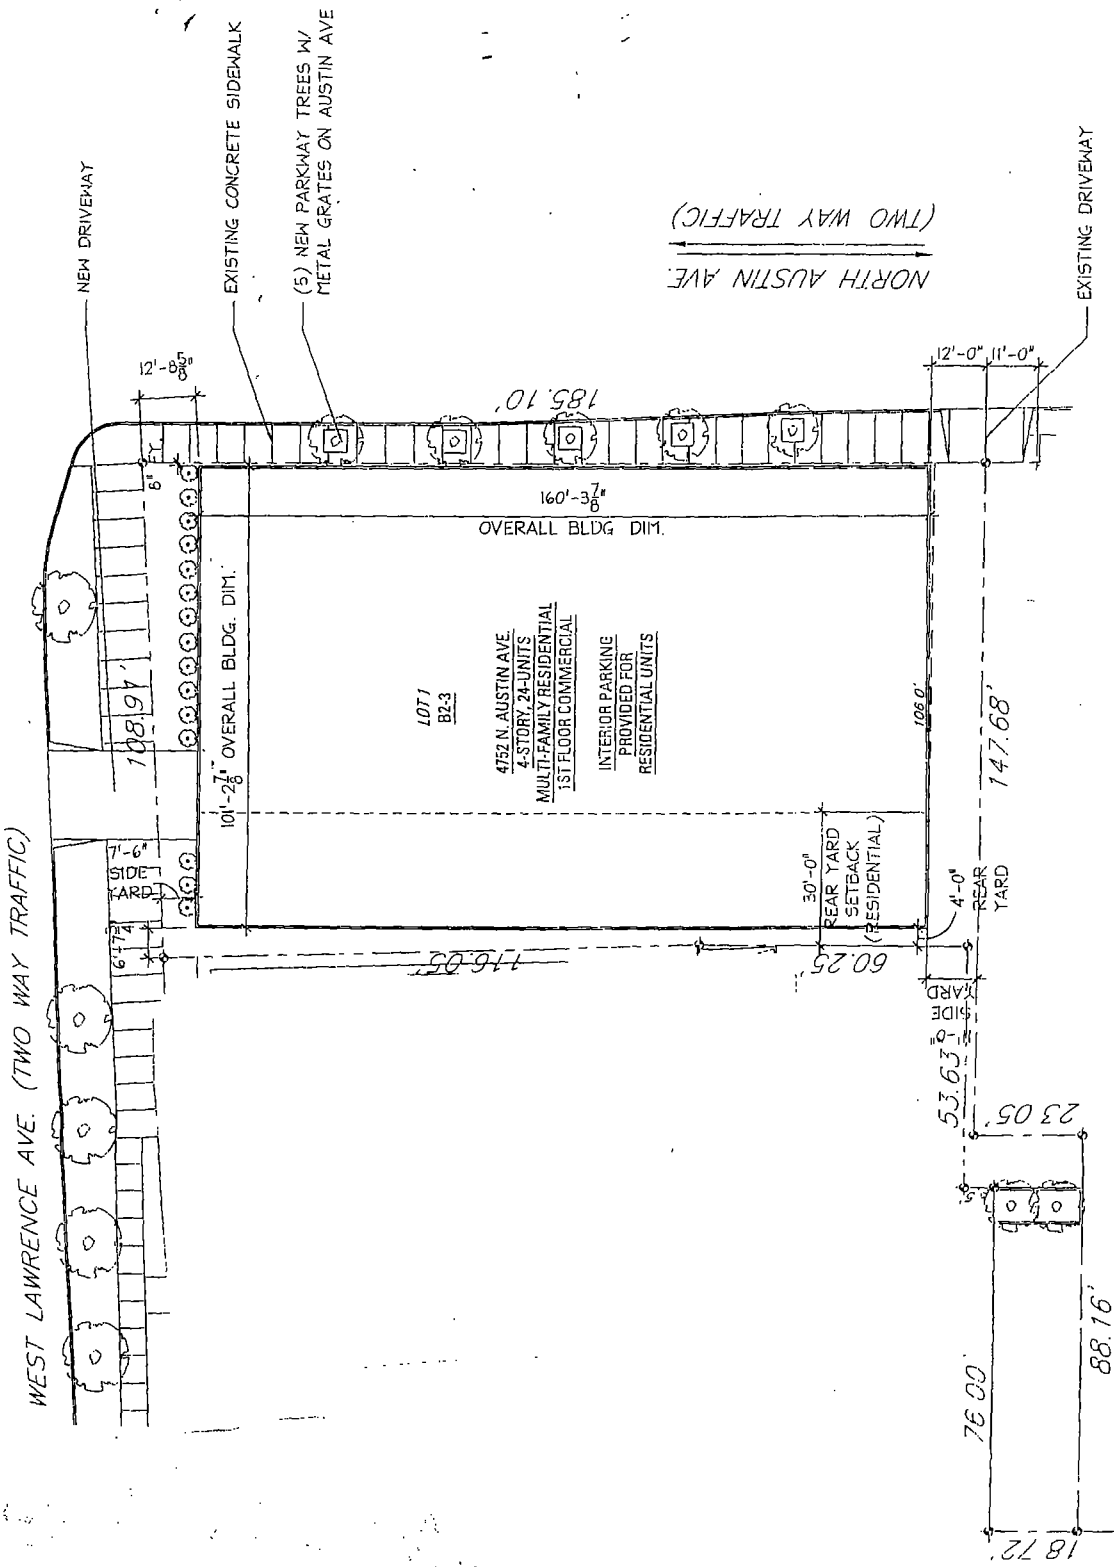 WEST LAWRENCE AVE. (TWO WAY TRAFFIC)
NEW DRIVEWAY
EXISTING CONCRETE SIDEWALK
(5) NEW PARKWAY TREES W/
METAL GRATES ON AUSTIN AVE
NORTH AUSTIN AVE.
(TWO WAY TRAFFIC)
EXISTING DRIVEWAY
12'-8 5/8"
185.10'
12'-0"
11'-0"
8"
160'-3 7/8"
OVERALL BLDG DIM.
108.97'
101'-2 7/8" OVERALL BLDG. DIM.
LOT 1
B2-3
4752 N. AUSTIN AVE.
4-STORY, 24-UNITS
MULTI-FAMILY RESIDENTIAL
1ST FLOOR COMMERCIAL
INTERIOR PARKING
PROVIDED FOR
RESIDENTIAL UNITS
106.0'
147.68'
7'-6"
SIDE
YARD
30'-0"
REAR YARD
SETBACK
(RESIDENTIAL)
4'-0"
REAR
YARD
116.05'
60.25'
SIDE
YARD
53.63'
23.05'
76.00'
88.16'
18.72'